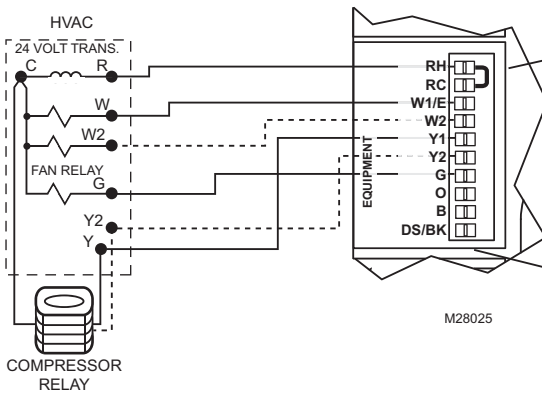 HVAC
24 VOLT TRANS.
C
R
W
W2
FAN RELAY
G
Y2
Y
COMPRESSOR
RELAY
EQUIPMENT
RH
RC
W1/E
W2
Y1
Y2
G
O
B
DS/BK
M28025